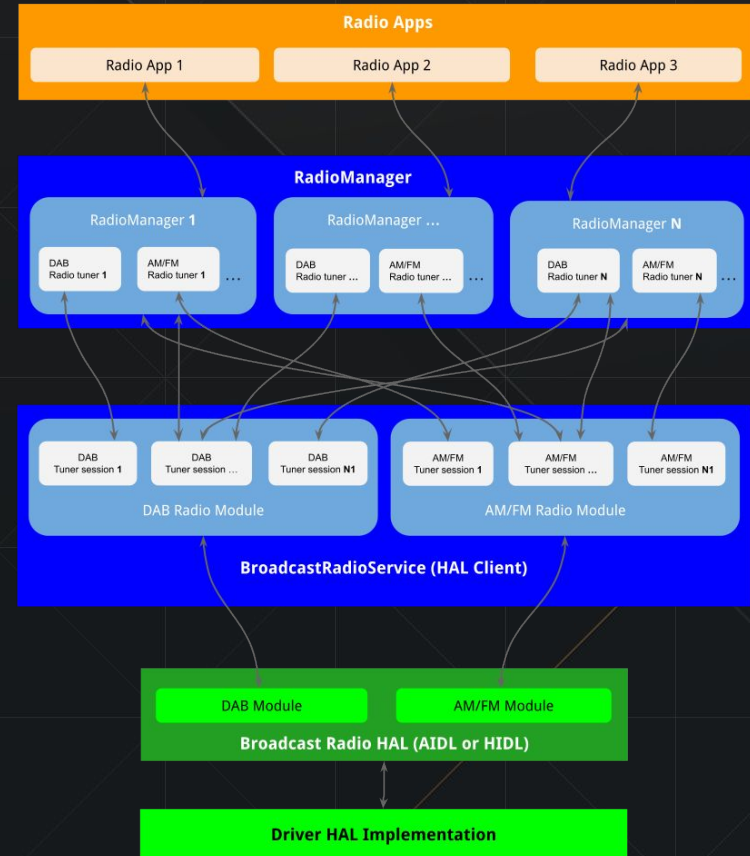 Radio Apps
Radio App 1
Radio App 2
Radio App 3
RadioManager
RadioManager 1
RadioManager ...
RadioManager N
DAB
Radio tuner 1
AM/FM
Radio tuner 1
...
DAB
Radio tuner ...
AM/FM
Radio tuner ...
...
DAB
Radio tuner N
AM/FM
Radio tuner N
...
DAB
Tuner session 1
DAB
Tuner session ...
DAB
Tuner session N1
AM/FM
Tuner session 1
AM/FM
Tuner session ...
AM/FM
Tuner session N1
DAB Radio Module
AM/FM Radio Module
BroadcastRadioService (HAL Client)
DAB Module
AM/FM Module
Broadcast Radio HAL (AIDL or HIDL)
Driver HAL Implementation